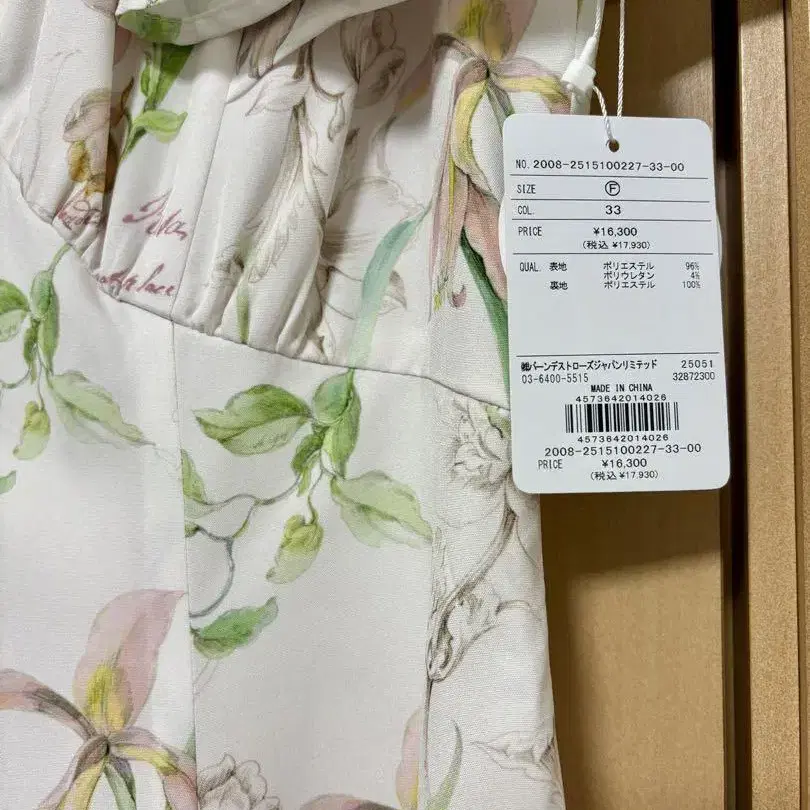 NO. 2008-2515100227-33-00
SIZE Ⓕ
COL. 33
PRICE ¥16,300
(税込 ¥17,930)
QUAL. 表地 ポリエステル 96%
ポリウレタン 4%
裏地 ポリエステル 100%
㈱バーンデストローズジャパンリミテッド 25051
03-6400-5515 32872300
MADE IN CHINA
4573642014026
4573642014026
2008-2515100227-33-00
PRICE ¥16,300
(税込 ¥17,930)